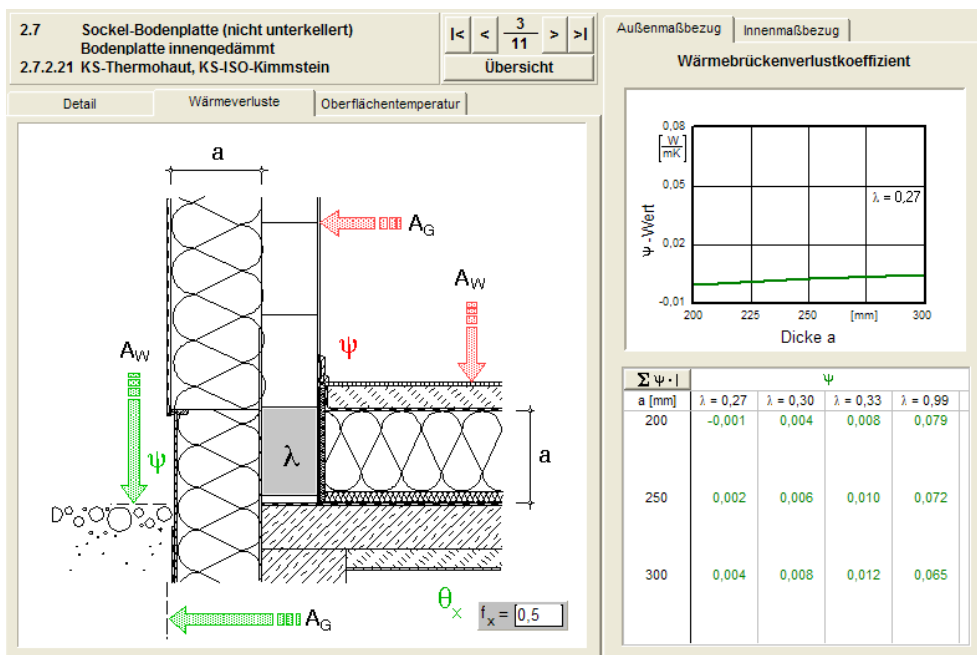 2.7 Sockel-Bodenplatte (nicht unterkellert)
Bodenplatte innengedämmt
2.7.2.21 KS-Thermohaut, KS-ISO-Kimmstein
|< < 3/11 > >|
Übersicht
Detail Wärmeverluste Oberflächentemperatur
a
A_G
A_W
A_W
ψ
ψ
λ
a
θ_x
f_x = [0,5]
A_G
Außenmaßbezug Innenmaßbezug
Wärmebrückenverlustkoeffizient
0,08
[W/mK]
0,05
λ = 0,27
0,02
-0,01
ψ -Wert
200 225 250 [mm] 300
Dicke a
Σ ψ · l ψ
a [mm] λ = 0,27 λ = 0,30 λ = 0,33 λ = 0,99
200 -0,001 0,004 0,008 0,079
250 0,002 0,006 0,010 0,072
300 0,004 0,008 0,012 0,065